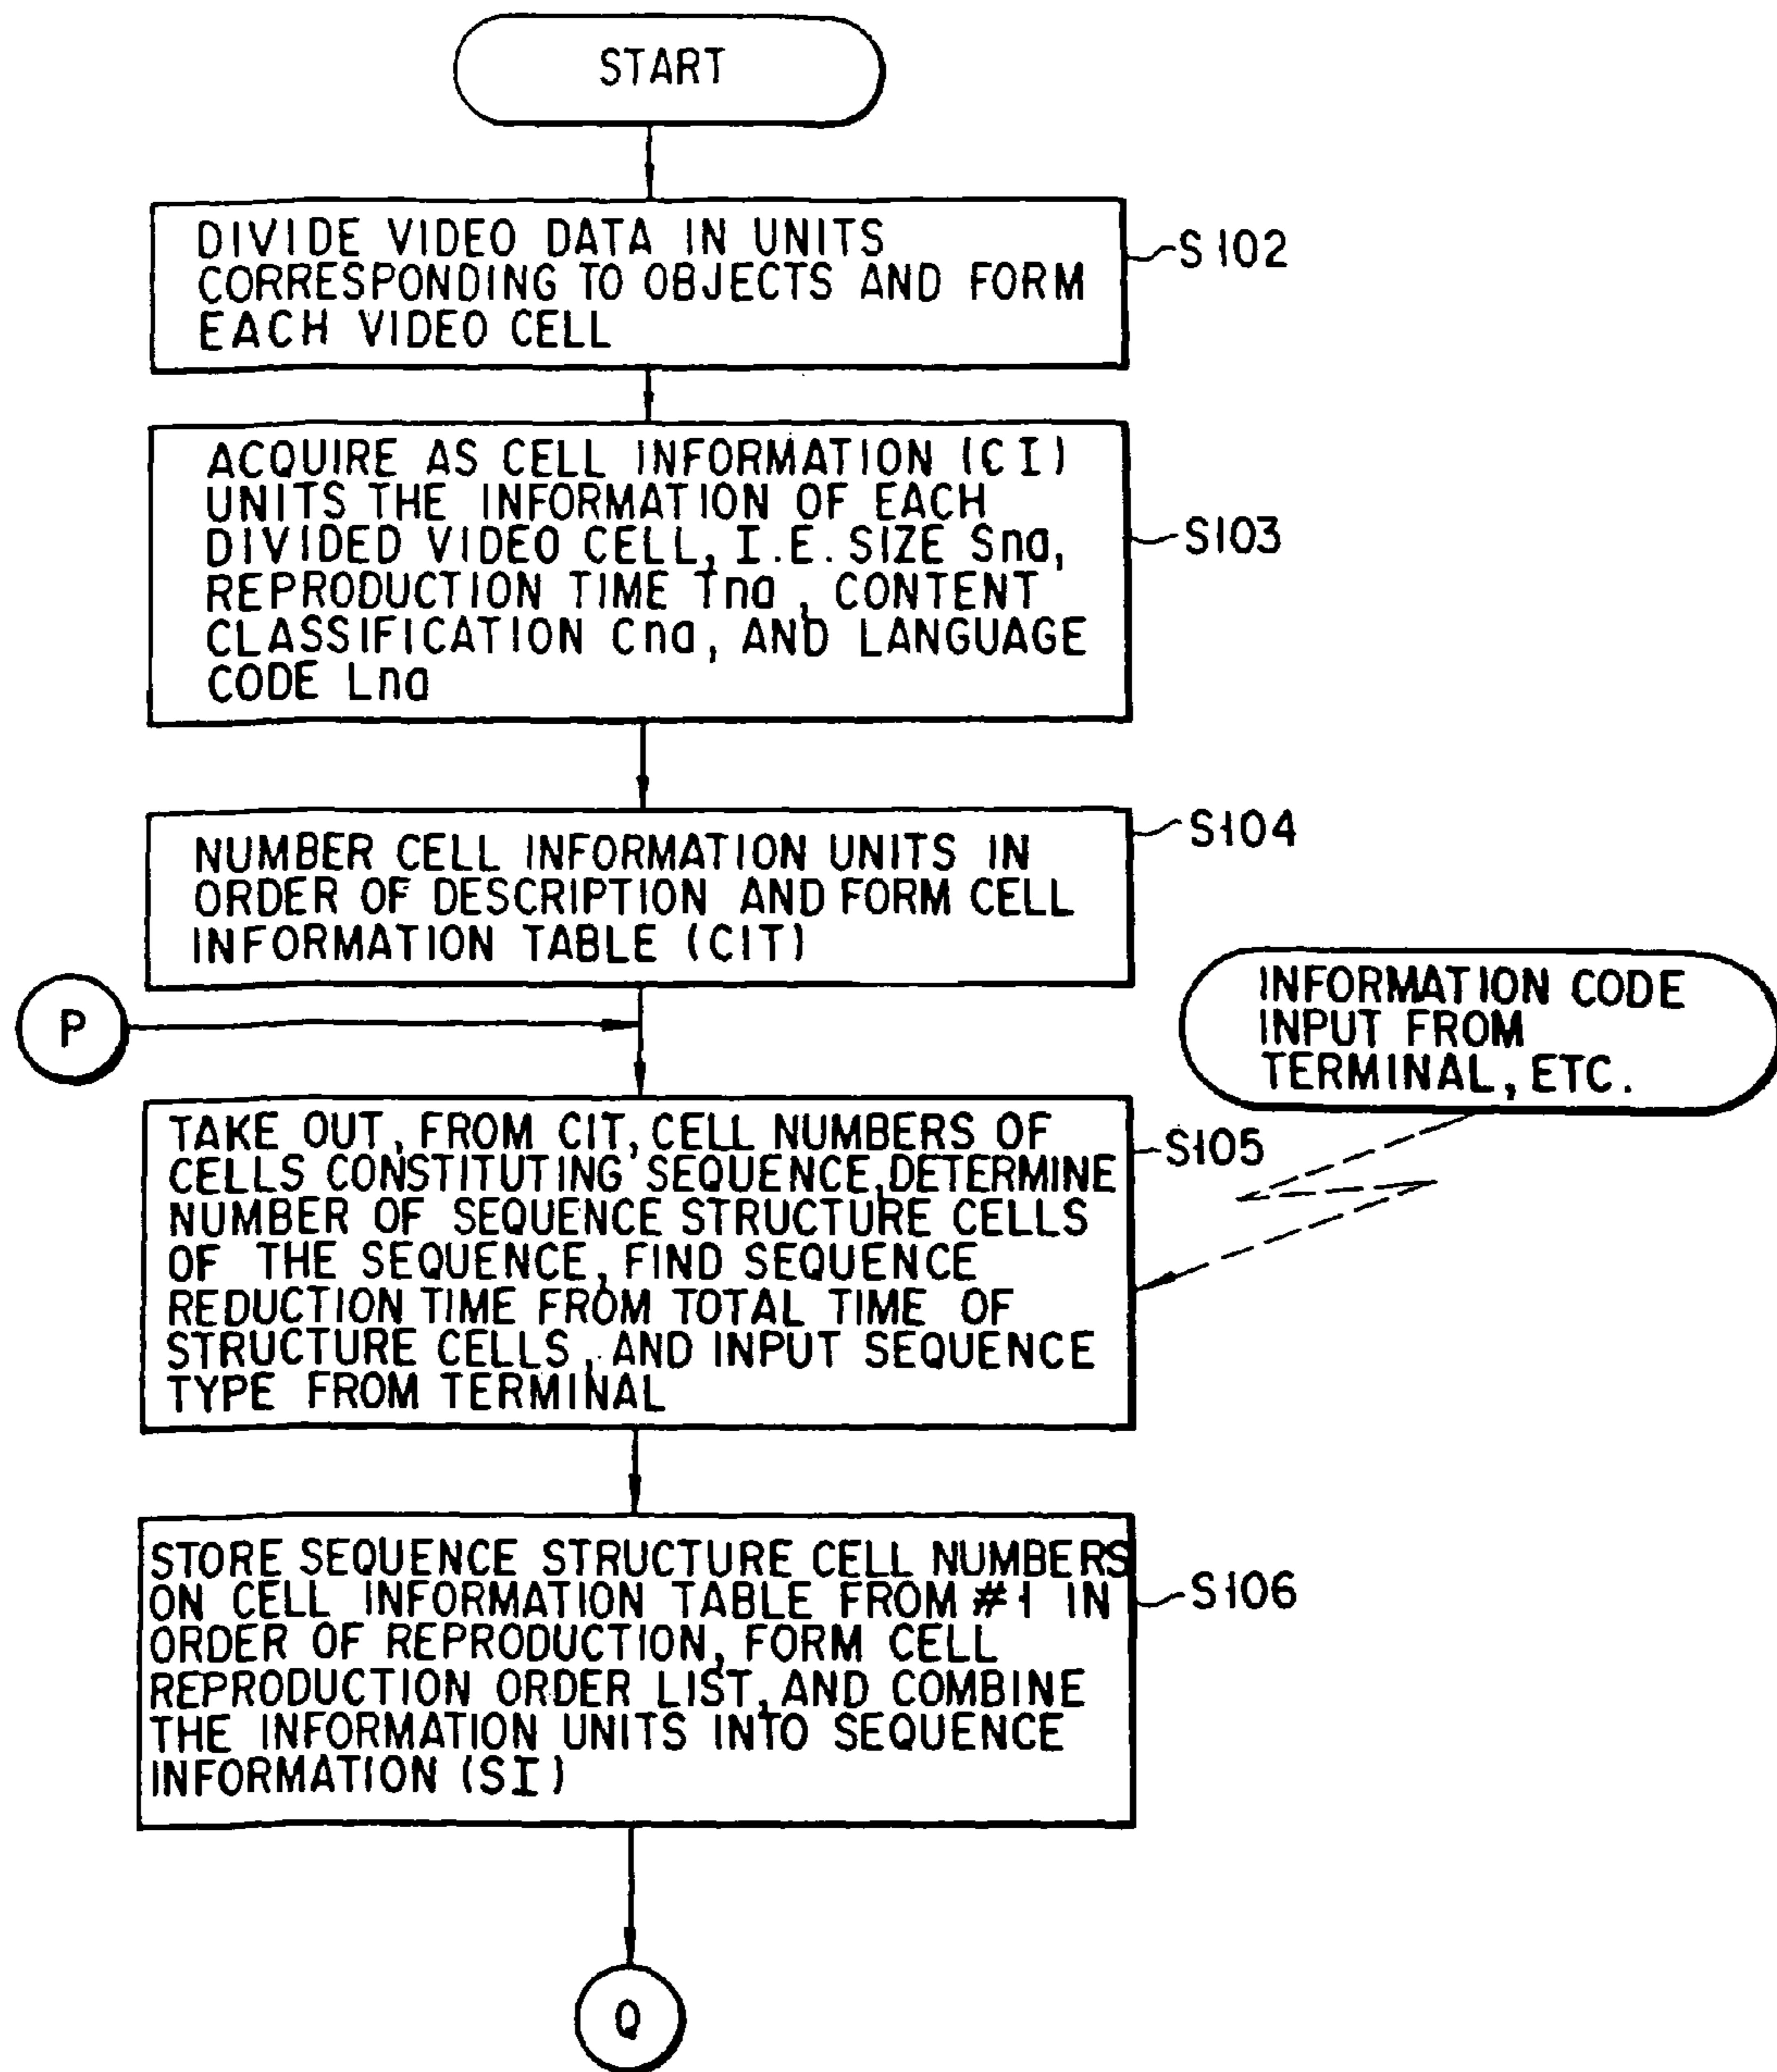 START
DIVIDE VIDEO DATA IN UNITS
CORRESPONDING TO OBJECTS AND FORM
EACH VIDEO CELL
S102
ACQUIRE AS CELL INFORMATION (CI)
UNITS THE INFORMATION OF EACH
DIVIDED VIDEO CELL, I.E. SIZE Sna,
REPRODUCTION TIME Tna, CONTENT
CLASSIFICATION Cna, AND LANGUAGE
CODE Lna
S103
NUMBER CELL INFORMATION UNITS IN
ORDER OF DESCRIPTION AND FORM CELL
INFORMATION TABLE (CIT)
S104
P
INFORMATION CODE
INPUT FROM
TERMINAL, ETC.
TAKE OUT, FROM CIT, CELL NUMBERS OF
CELLS CONSTITUTING SEQUENCE, DETERMINE
NUMBER OF SEQUENCE STRUCTURE CELLS
OF THE SEQUENCE, FIND SEQUENCE
REDUCTION TIME FROM TOTAL TIME OF
STRUCTURE CELLS, AND INPUT SEQUENCE
TYPE FROM TERMINAL
S105
STORE SEQUENCE STRUCTURE CELL NUMBERS
ON CELL INFORMATION TABLE FROM #1 IN
ORDER OF REPRODUCTION, FORM CELL
REPRODUCTION ORDER LIST, AND COMBINE
THE INFORMATION UNITS INTO SEQUENCE
INFORMATION (SI)
S106
Q